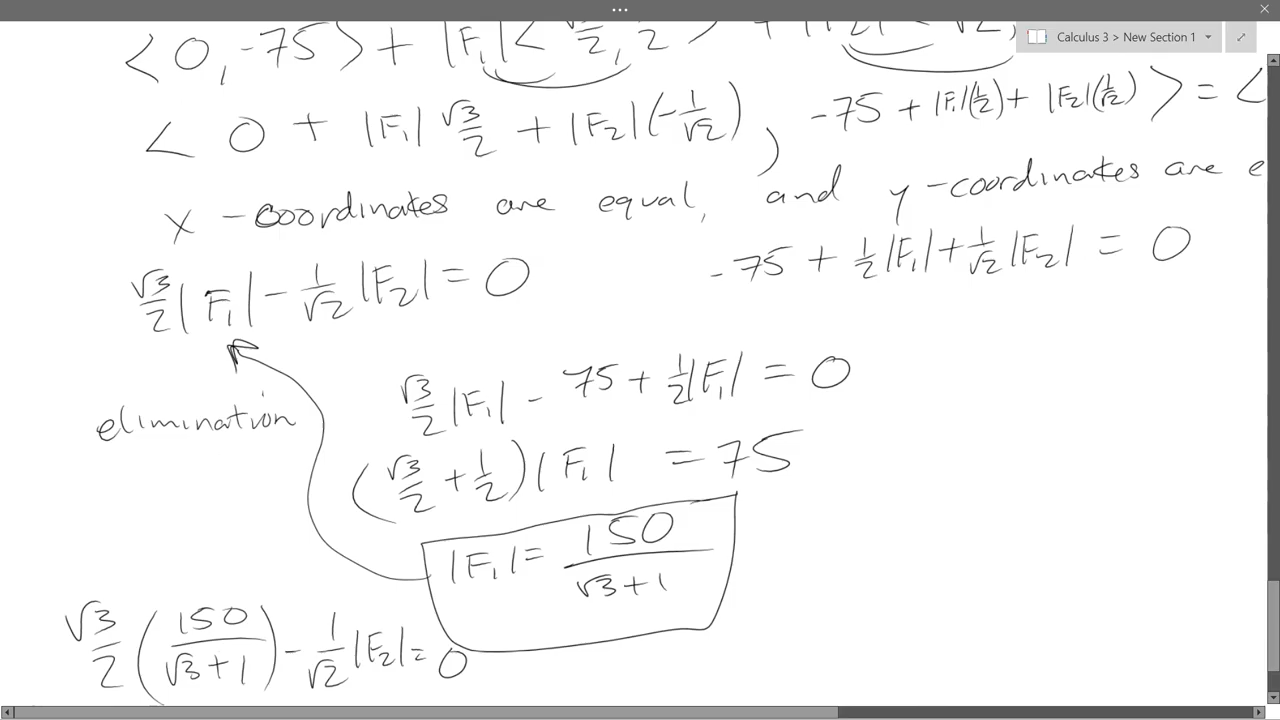 Calculus 3 > New Section 1
<0, -75> + |F₁|< √3/2, 2 > + |F₂|< √2,
< 0 + |F₁| √3/2 + |F₂|(-1/√2), -75 + |F₁|(1/2) + |F₂|(1/√2) > = <
x-coordinates are equal, and y-coordinates are e
√3/2 |F₁| - 1/√2 |F₂| = 0
-75 + 1/2 |F₁| + 1/√2 |F₂| = 0
elimination
√3/2 |F₁| - 75 + 1/2 |F₁| = 0
(√3/2 + 1/2) |F₁| = 75
|F₁| = 150/(√3+1)
√3/2 (150/(√3+1)) - 1/√2 |F₂| = 0